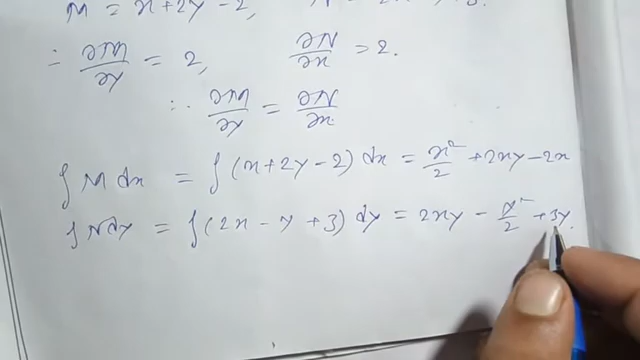 M = x+2y-2,
∴ ∂M/∂y = 2, ∂N/∂x = 2.
∴ ∂M/∂y = ∂N/∂x
∫ M dx = ∫ (x+2y-2) dx = x²/2 + 2xy - 2x
∫ N dy = ∫ (2x - y + 3) dy = 2xy - y²/2 + 3y.